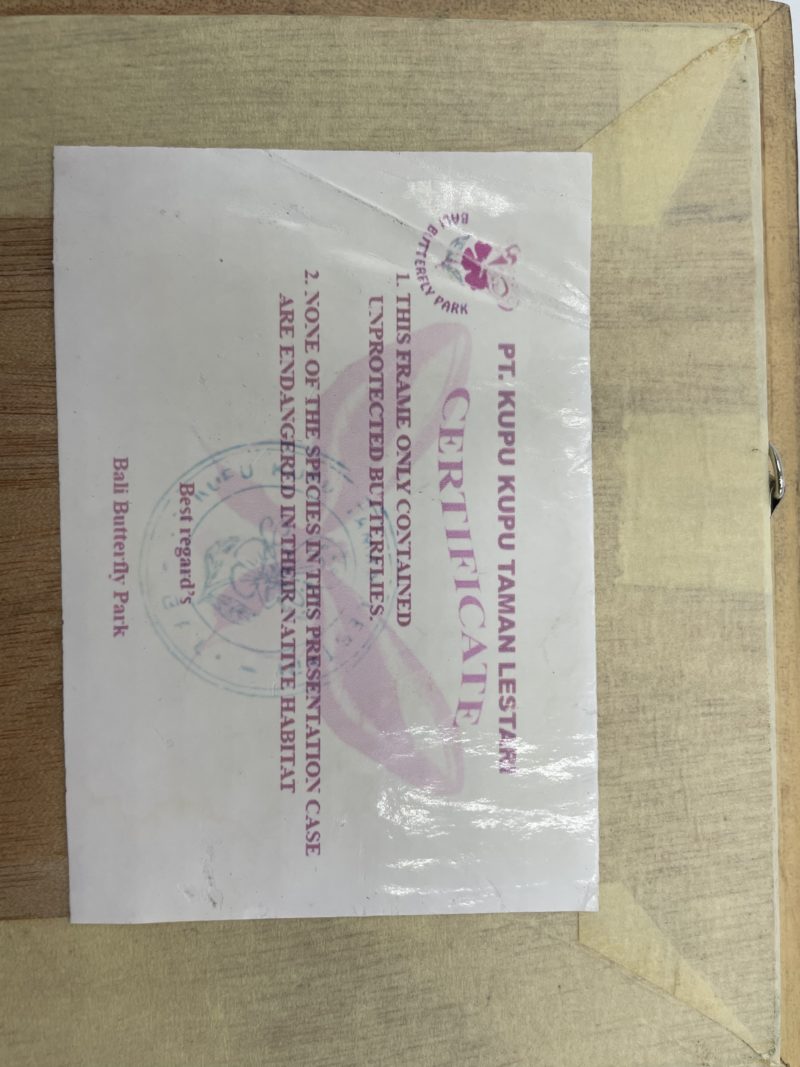 BALI BUTTERFLY PARK
PT. KUPU KUPU TAMAN LESTARI
CERTIFICATE
1. THIS FRAME ONLY CONTAINED
UNPROTECTED BUTTERFLIES.
2. NONE OF THE SPECIES IN THIS PRESENTATION CASE
ARE ENDANGERED IN THEIR NATIVE HABITAT
Best regard's
Bali Butterfly Park